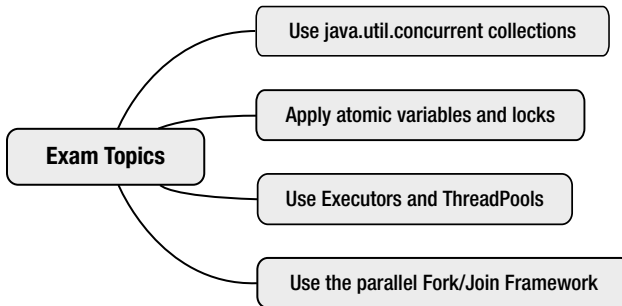 Use java.util.concurrent collections
Apply atomic variables and locks
Exam Topics
Use Executors and ThreadPools
Use the parallel Fork/Join Framework